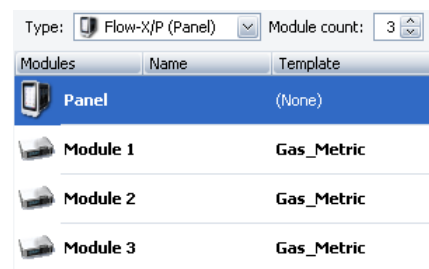 Type: Flow-X/P (Panel) Module count: 3
Modules Name Template
Panel (None)
Module 1 Gas_Metric
Module 2 Gas_Metric
Module 3 Gas_Metric